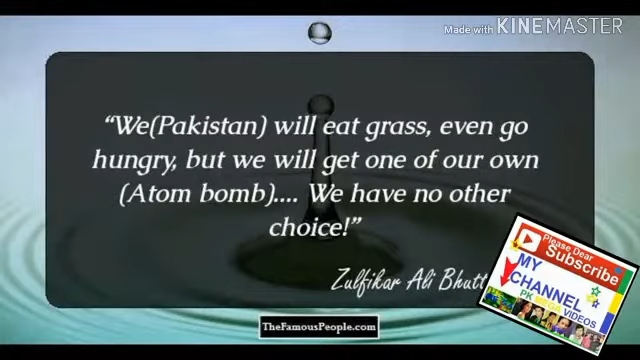 Made with KINEMASTER
“We(Pakistan) will eat grass, even go
hungry, but we will get one of our own
(Atom bomb).... We have no other
choice!”
Zulfikar Ali Bhutt
Please Dear
Subscribe
MY
CHANNEL
PK MEGA VIDEOS
TheFamousPeople.com